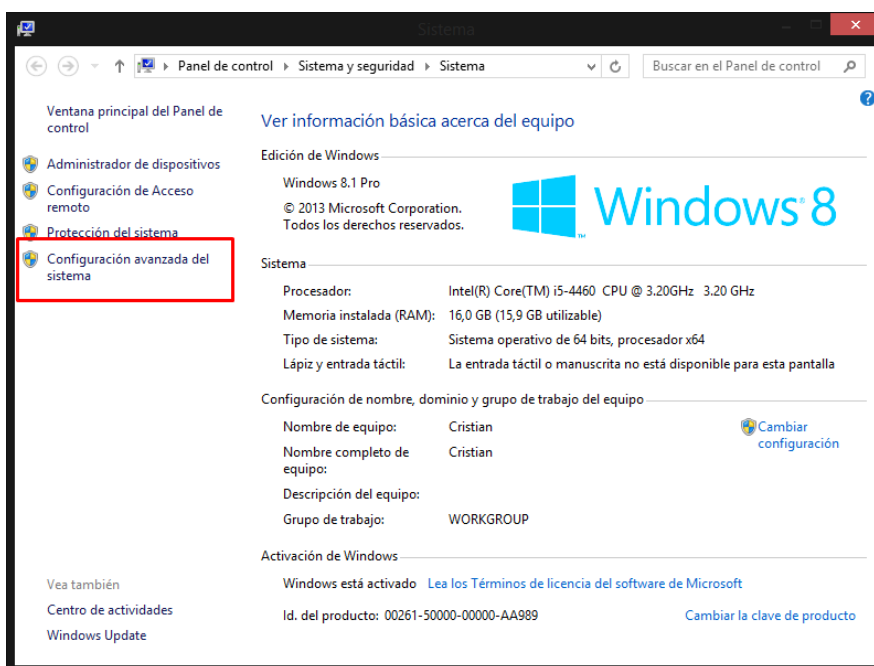 Sistema
Panel de control Sistema y seguridad Sistema
Buscar en el Panel de control
Ventana principal del Panel de
control
Administrador de dispositivos
Configuración de Acceso
remoto
Protección del sistema
Configuración avanzada del
sistema
Vea también
Centro de actividades
Windows Update
Ver información básica acerca del equipo
Edición de Windows
Windows 8.1 Pro
© 2013 Microsoft Corporation.
Todos los derechos reservados.
Windows 8
Sistema
Procesador: Intel(R) Core(TM) i5-4460 CPU @ 3.20GHz 3.20 GHz
Memoria instalada (RAM): 16,0 GB (15,9 GB utilizable)
Tipo de sistema: Sistema operativo de 64 bits, procesador x64
Lápiz y entrada táctil: La entrada táctil o manuscrita no está disponible para esta pantalla
Configuración de nombre, dominio y grupo de trabajo del equipo
Nombre de equipo: Cristian
Cambiar
configuración
Nombre completo de
equipo: Cristian
Descripción del equipo:
Grupo de trabajo: WORKGROUP
Activación de Windows
Windows está activado Lea los Términos de licencia del software de Microsoft
Id. del producto: 00261-50000-00000-AA989 Cambiar la clave de producto